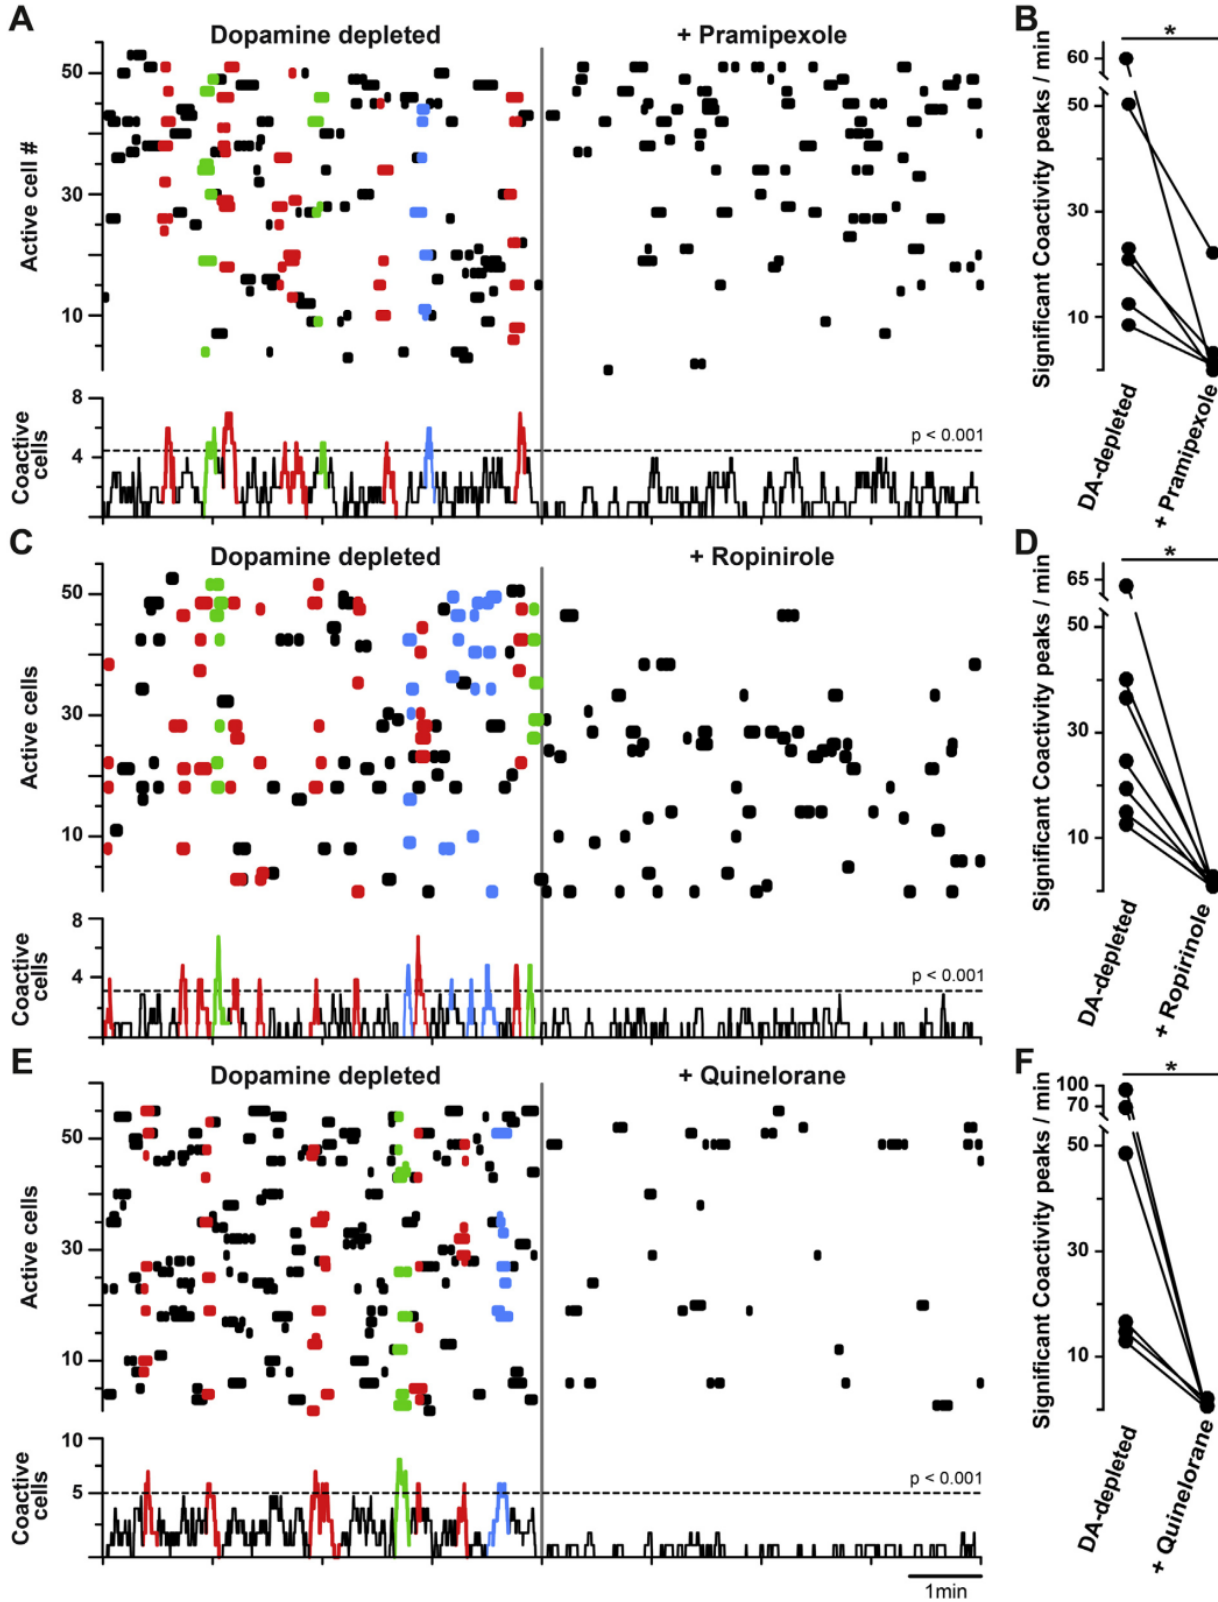 A
Dopamine depleted
+ Pramipexole
Active cell #
50
30
10
Coactive
cells
8
4
p < 0.001
B
*
Significant Coactivity peaks / min
60
50
30
10
DA-depleted
+ Pramipexole
C
Dopamine depleted
+ Ropinirole
Active cells
50
30
10
Coactive
cells
8
4
p < 0.001
D
*
Significant Coactivity peaks / min
65
50
30
10
DA-depleted
+ Ropirinole
E
Dopamine depleted
+ Quinelorane
Active cells
50
30
10
Coactive
cells
10
5
p < 0.001
1min
F
*
Significant Coactivity peaks / min
100
70
50
30
10
DA-depleted
+ Quinelorane